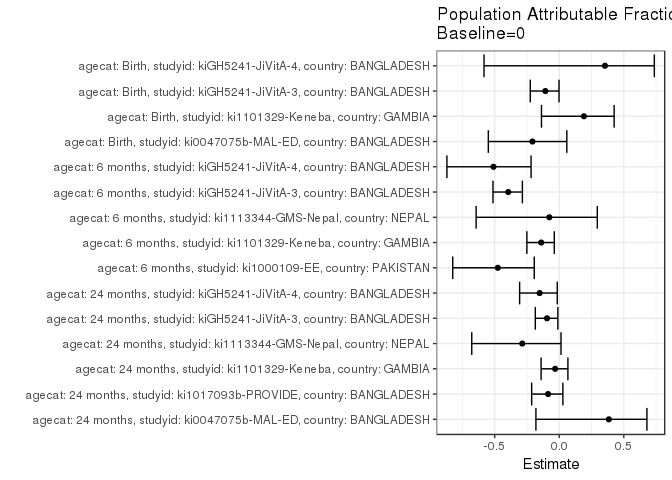 Population Attributable Fractio
Baseline=0
agecat: Birth, studyid: kiGH5241-JiVitA-4, country: BANGLADESH
agecat: Birth, studyid: kiGH5241-JiVitA-3, country: BANGLADESH
agecat: Birth, studyid: ki1101329-Keneba, country: GAMBIA
agecat: Birth, studyid: ki0047075b-MAL-ED, country: BANGLADESH
agecat: 6 months, studyid: kiGH5241-JiVitA-4, country: BANGLADESH
agecat: 6 months, studyid: kiGH5241-JiVitA-3, country: BANGLADESH
agecat: 6 months, studyid: ki1113344-GMS-Nepal, country: NEPAL
agecat: 6 months, studyid: ki1101329-Keneba, country: GAMBIA
agecat: 6 months, studyid: ki1000109-EE, country: PAKISTAN
agecat: 24 months, studyid: kiGH5241-JiVitA-4, country: BANGLADESH
agecat: 24 months, studyid: kiGH5241-JiVitA-3, country: BANGLADESH
agecat: 24 months, studyid: ki1113344-GMS-Nepal, country: NEPAL
agecat: 24 months, studyid: ki1101329-Keneba, country: GAMBIA
agecat: 24 months, studyid: ki1017093b-PROVIDE, country: BANGLADESH
agecat: 24 months, studyid: ki0047075b-MAL-ED, country: BANGLADESH
-0.5 0.0 0.5
Estimate